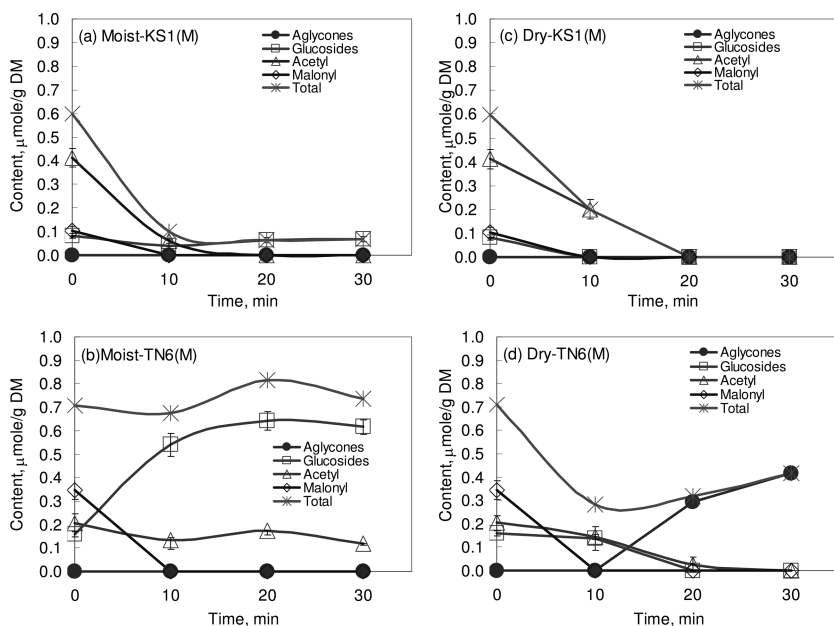 (a) Moist-KS1(M)
Aglycones
Glucosides
Acetyl
Malonyl
Total
Content, μmole/g DM
1.0
0.9
0.8
0.7
0.6
0.5
0.4
0.3
0.2
0.1
0.0
0 10 20 30
Time, min
(c) Dry-KS1(M)
Aglycones
Glucosides
Acetyl
Malonyl
Total
Content, μmole/g DM
1.0
0.9
0.8
0.7
0.6
0.5
0.4
0.3
0.2
0.1
0.0
0 10 20 30
Time, min
(b)Moist-TN6(M)
Aglycones
Glucosides
Acetyl
Malonyl
Total
Content, μmole/g DM
1.0
0.9
0.8
0.7
0.6
0.5
0.4
0.3
0.2
0.1
0.0
0 10 20 30
Time, min
(d) Dry-TN6(M)
Aglycones
Glucosides
Acetyl
Malonyl
Total
Content, μmole/g DM
1.0
0.9
0.8
0.7
0.6
0.5
0.4
0.3
0.2
0.1
0.0
0 10 20 30
Time, min